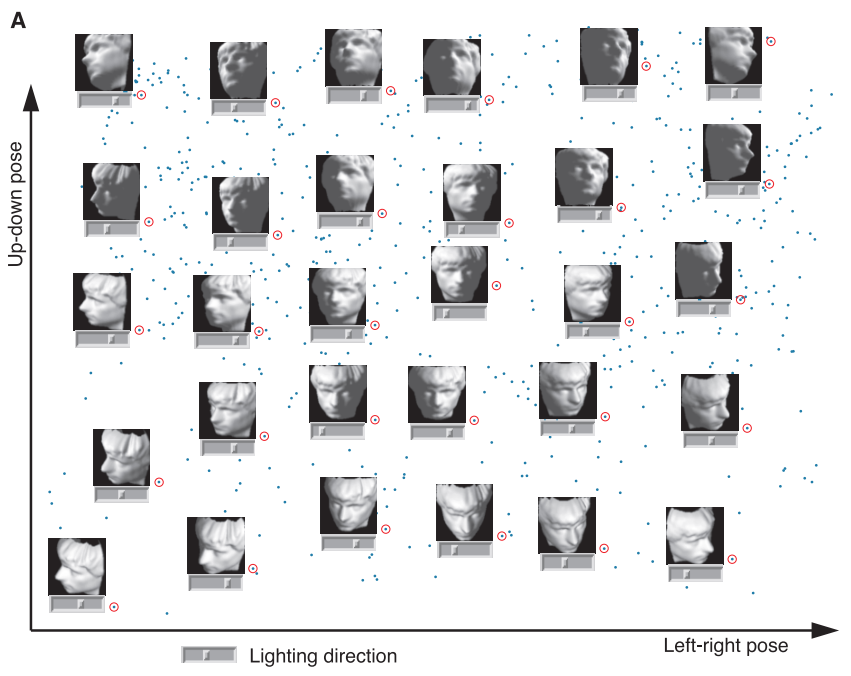 A
Up-down pose
Left-right pose
Lighting direction